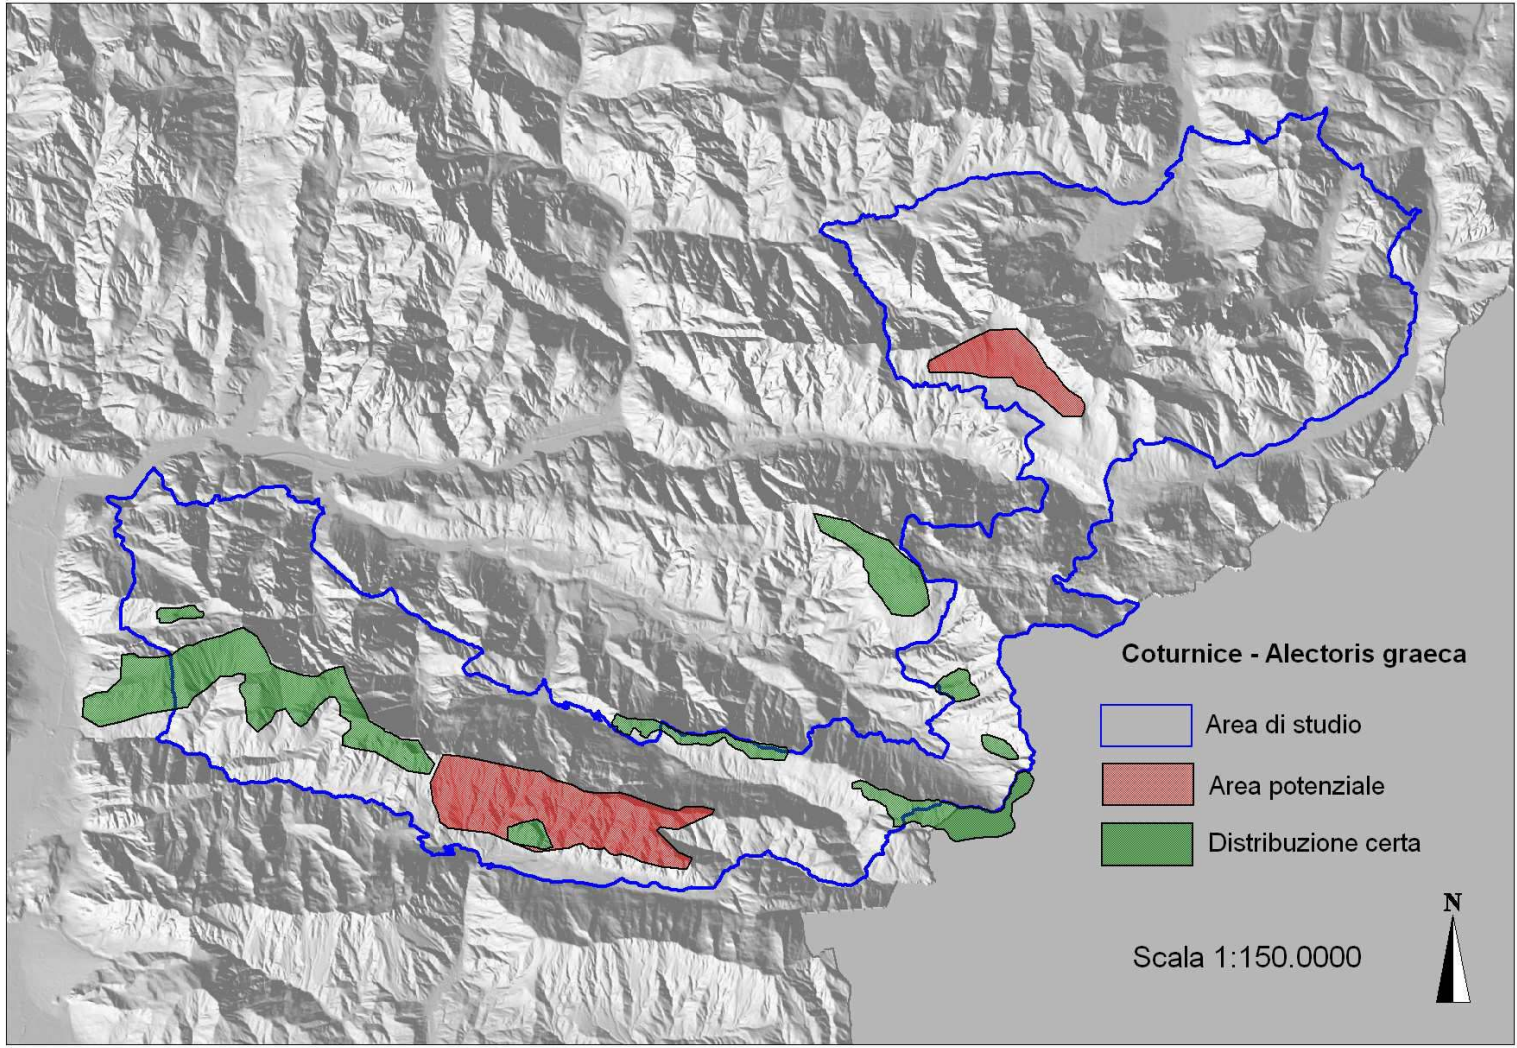 Coturnice - Alectoris graeca
Area di studio
Area potenziale
Distribuzione certa
N
Scala 1:150.0000